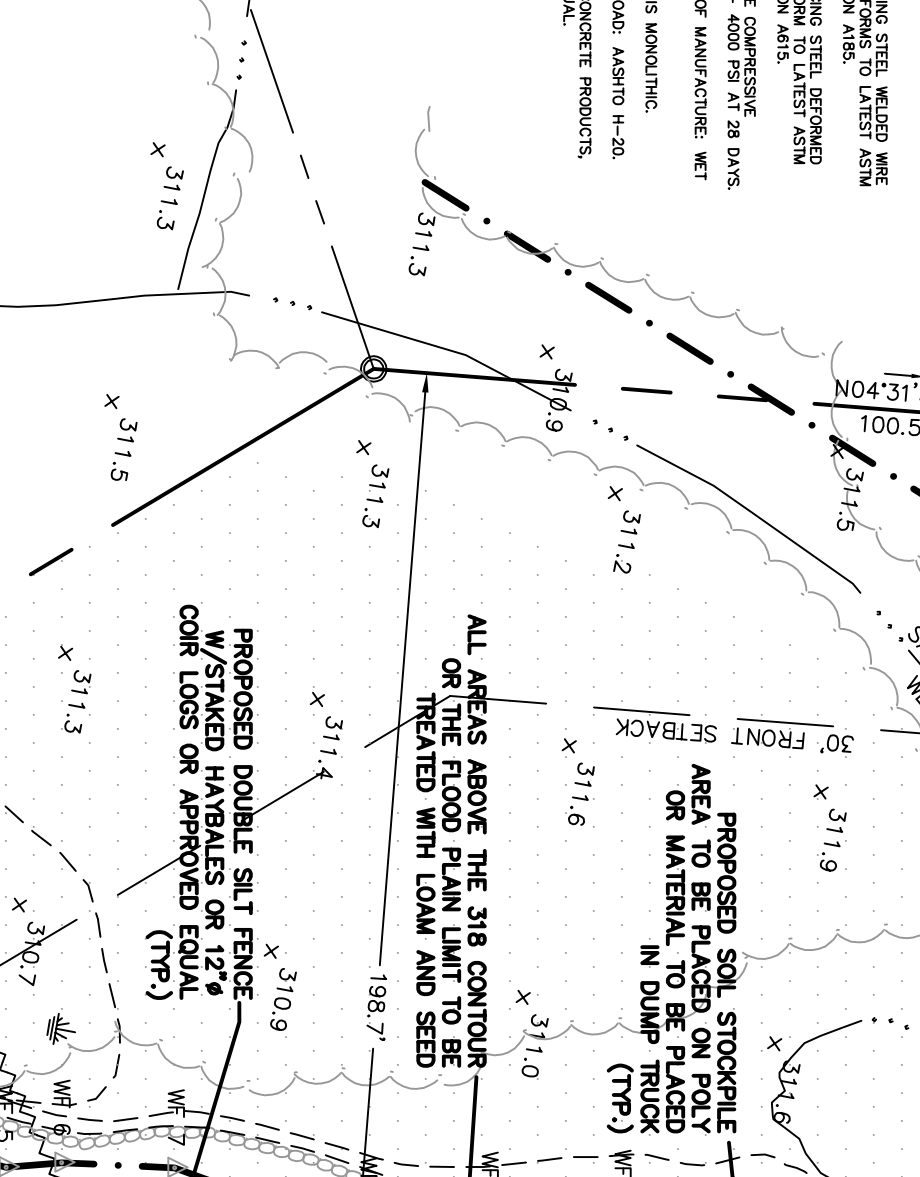 ING STEEL WELDED WIRE
FORMS TO LATEST ASTM
ON A185.
CING STEEL DEFORMED
ORM TO LATEST ASTM
ON A615.
E COMPRESSIVE
4000 PSI AT 28 DAYS.
OF MANUFACTURE: WET
IS MONOLITHIC.
OAD: AASHTO H-20.
ONCRETE PRODUCTS,
UAL.
N04°31'
100.5
× 311.3
311.3
× 310.9
× 311.5
× 311.5
× 311.3
× 311.2
× 311.3
× 311.4
× 311.6
× 311.9
30' FRONT SETBACK
PROPOSED SOIL STOCKPILE
AREA TO BE PLACED ON POLY
OR MATERIAL TO BE PLACED
IN DUMP TRUCK
(TYP.)
ALL AREAS ABOVE THE 318 CONTOUR
OR THE FLOOD PLAIN LIMIT TO BE
TREATED WITH LOAM AND SEED
PROPOSED DOUBLE SILT FENCE
W/STAKED HAYBALES OR 12"ø
COIR LOGS OR APPROVED EQUAL
(TYP.)
198.7'
× 310.7
× 310.9
× 311.0
× 311.6
WF 5
WF 6
WF 7
WF
WF
WF